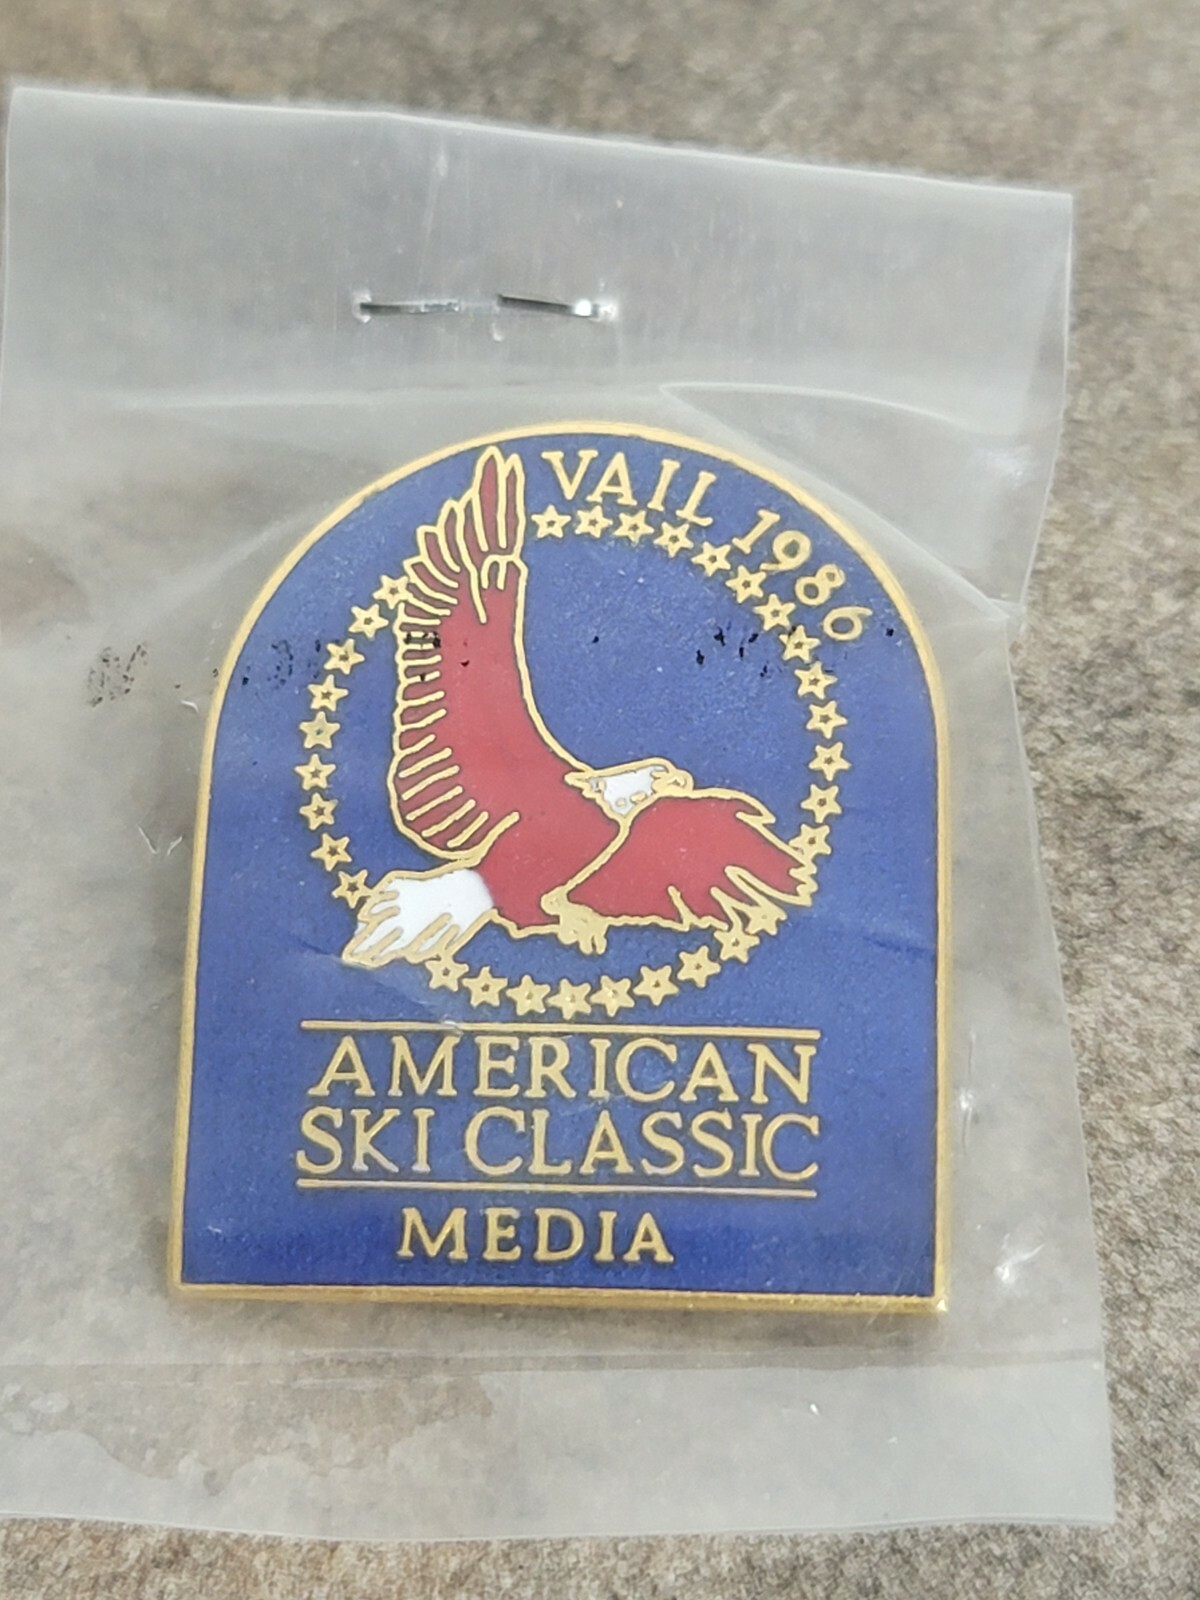 VAIL 1986
AMERICAN
SKI CLASSIC
MEDIA